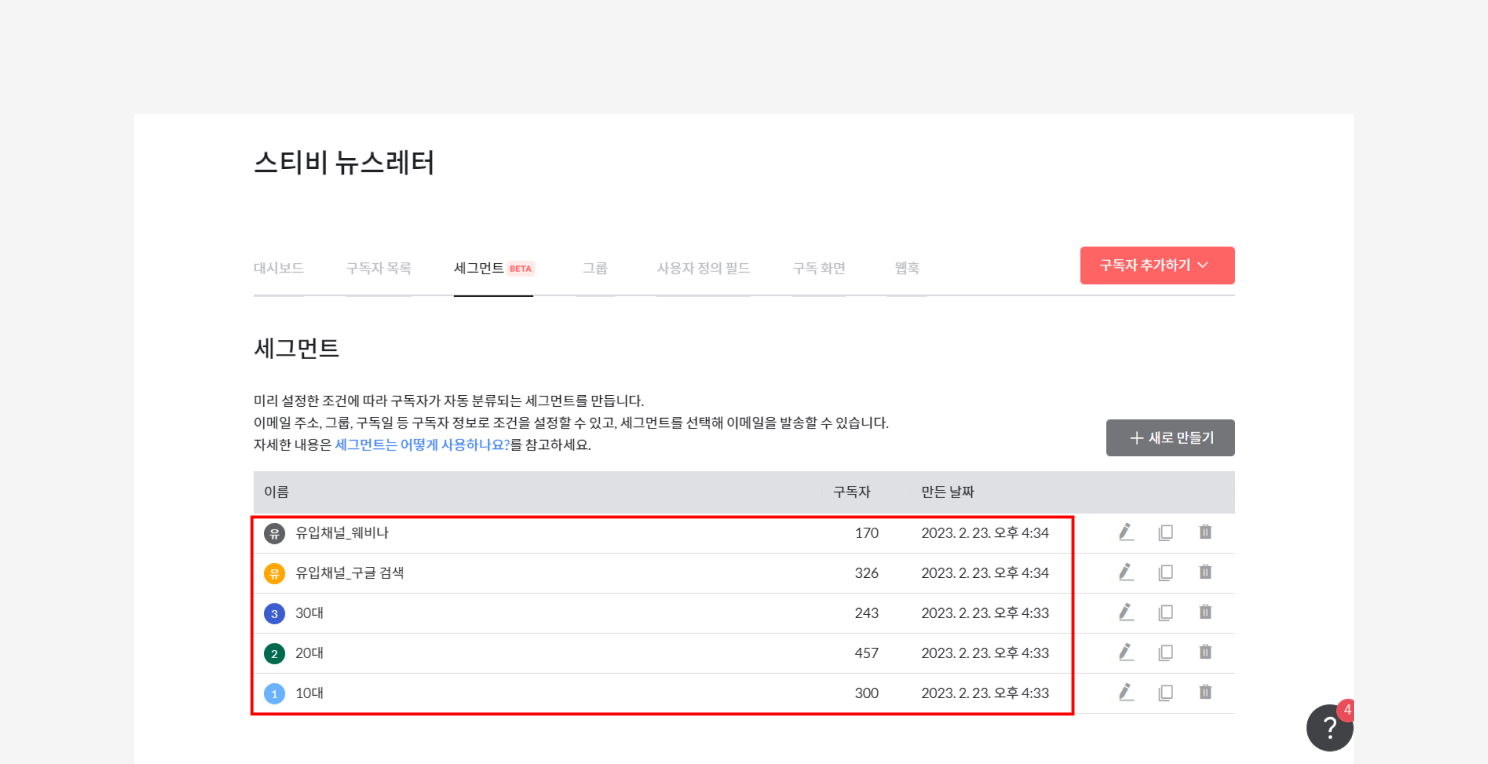 스티비 뉴스레터
대시보드 구독자 목록 세그먼트 BETA 그룹 사용자 정의 필드 구독 화면 웹훅 구독자 추가하기
세그먼트
미리 설정한 조건에 따라 구독자가 자동 분류되는 세그먼트를 만듭니다.
이메일 주소, 그룹, 구독일 등 구독자 정보로 조건을 설정할 수 있고, 세그먼트를 선택해 이메일을 발송할 수 있습니다.
자세한 내용은 세그먼트는 어떻게 사용하나요?를 참고하세요.
+ 새로 만들기
이름 구독자 만든 날짜
유 유입채널_웨비나 170 2023. 2. 23. 오후 4:34
유 유입채널_구글 검색 326 2023. 2. 23. 오후 4:34
3 30대 243 2023. 2. 23. 오후 4:33
2 20대 457 2023. 2. 23. 오후 4:33
1 10대 300 2023. 2. 23. 오후 4:33
? 4